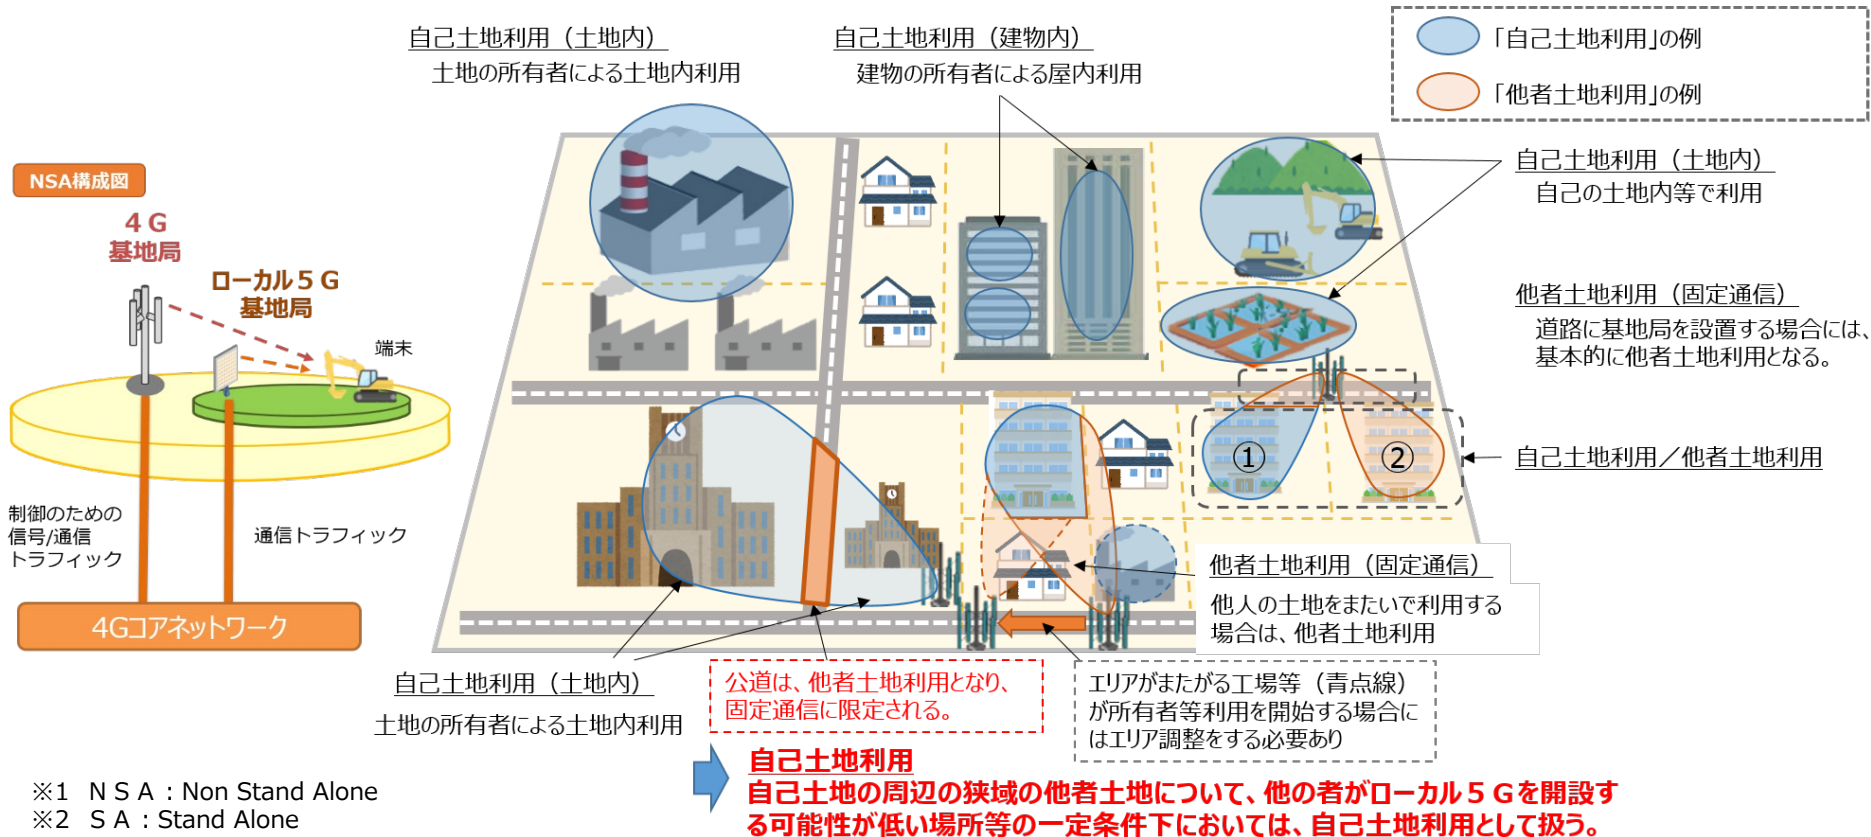 自己土地利用（土地内）
土地の所有者による土地内利用
自己土地利用（建物内）
建物の所有者による屋内利用
「自己土地利用」の例
「他者土地利用」の例
NSA構成図
４Ｇ
基地局
ローカル５Ｇ
基地局
端末
制御のための
信号/通信
トラフィック
通信トラフィック
4Gコアネットワーク
自己土地利用（土地内）
自己の土地内等で利用
他者土地利用（固定通信）
道路に基地局を設置する場合には、
基本的に他者土地利用となる。
①
②
自己土地利用／他者土地利用
他者土地利用（固定通信）
他人の土地をまたいで利用する
場合は、他者土地利用
自己土地利用（土地内）
土地の所有者による土地内利用
公道は、他者土地利用となり、
固定通信に限定される。
エリアがまたがる工場等（青点線）
が所有者等利用を開始する場合に
はエリア調整をする必要あり
自己土地利用
自己土地の周辺の狭域の他者土地について、他の者がローカル５Ｇを開設す
る可能性が低い場所等の一定条件下においては、自己土地利用として扱う。
※1 ＮＳＡ：Non Stand Alone
※2 ＳＡ：Stand Alone